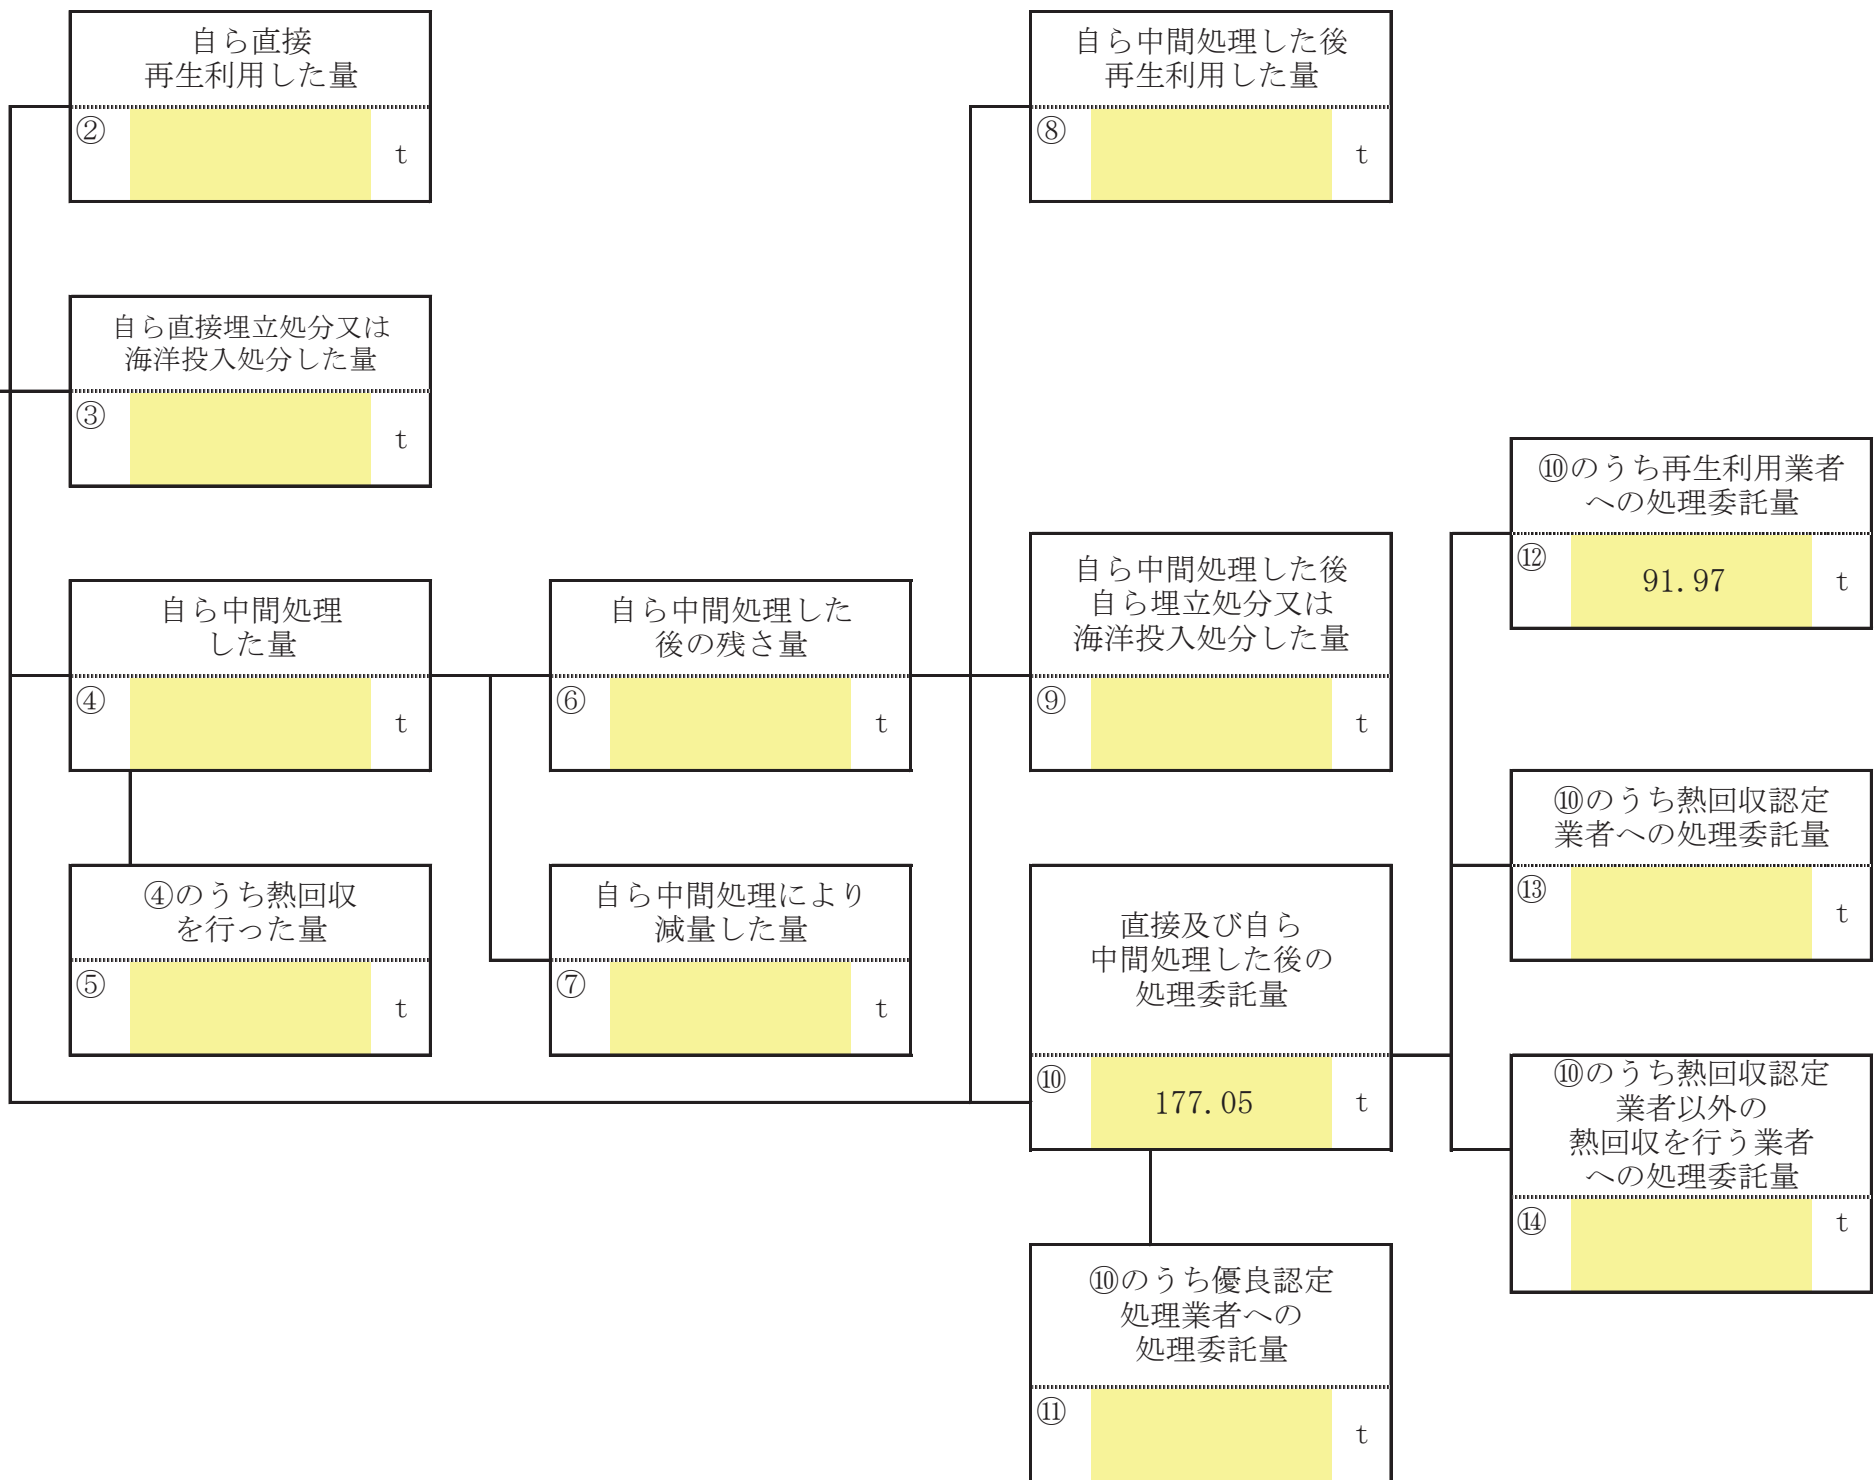 自ら直接
再生利用した量
② t
自ら中間処理した後
再生利用した量
⑧ t
自ら直接埋立処分又は
海洋投入処分した量
③ t
⑩のうち再生利用業者
への処理委託量
⑫ 91.97 t
自ら中間処理した後
自ら埋立処分又は
海洋投入処分した量
⑨ t
自ら中間処理
した量
④ t
自ら中間処理した
後の残さ量
⑥ t
⑩のうち熱回収認定
業者への処理委託量
⑬ t
④のうち熱回収
を行った量
⑤ t
自ら中間処理により
減量した量
⑦ t
直接及び自ら
中間処理した後の
処理委託量
⑩ 177.05 t
⑩のうち熱回収認定
業者以外の
熱回収を行う業者
への処理委託量
⑭ t
⑩のうち優良認定
処理業者への
処理委託量
⑪ t